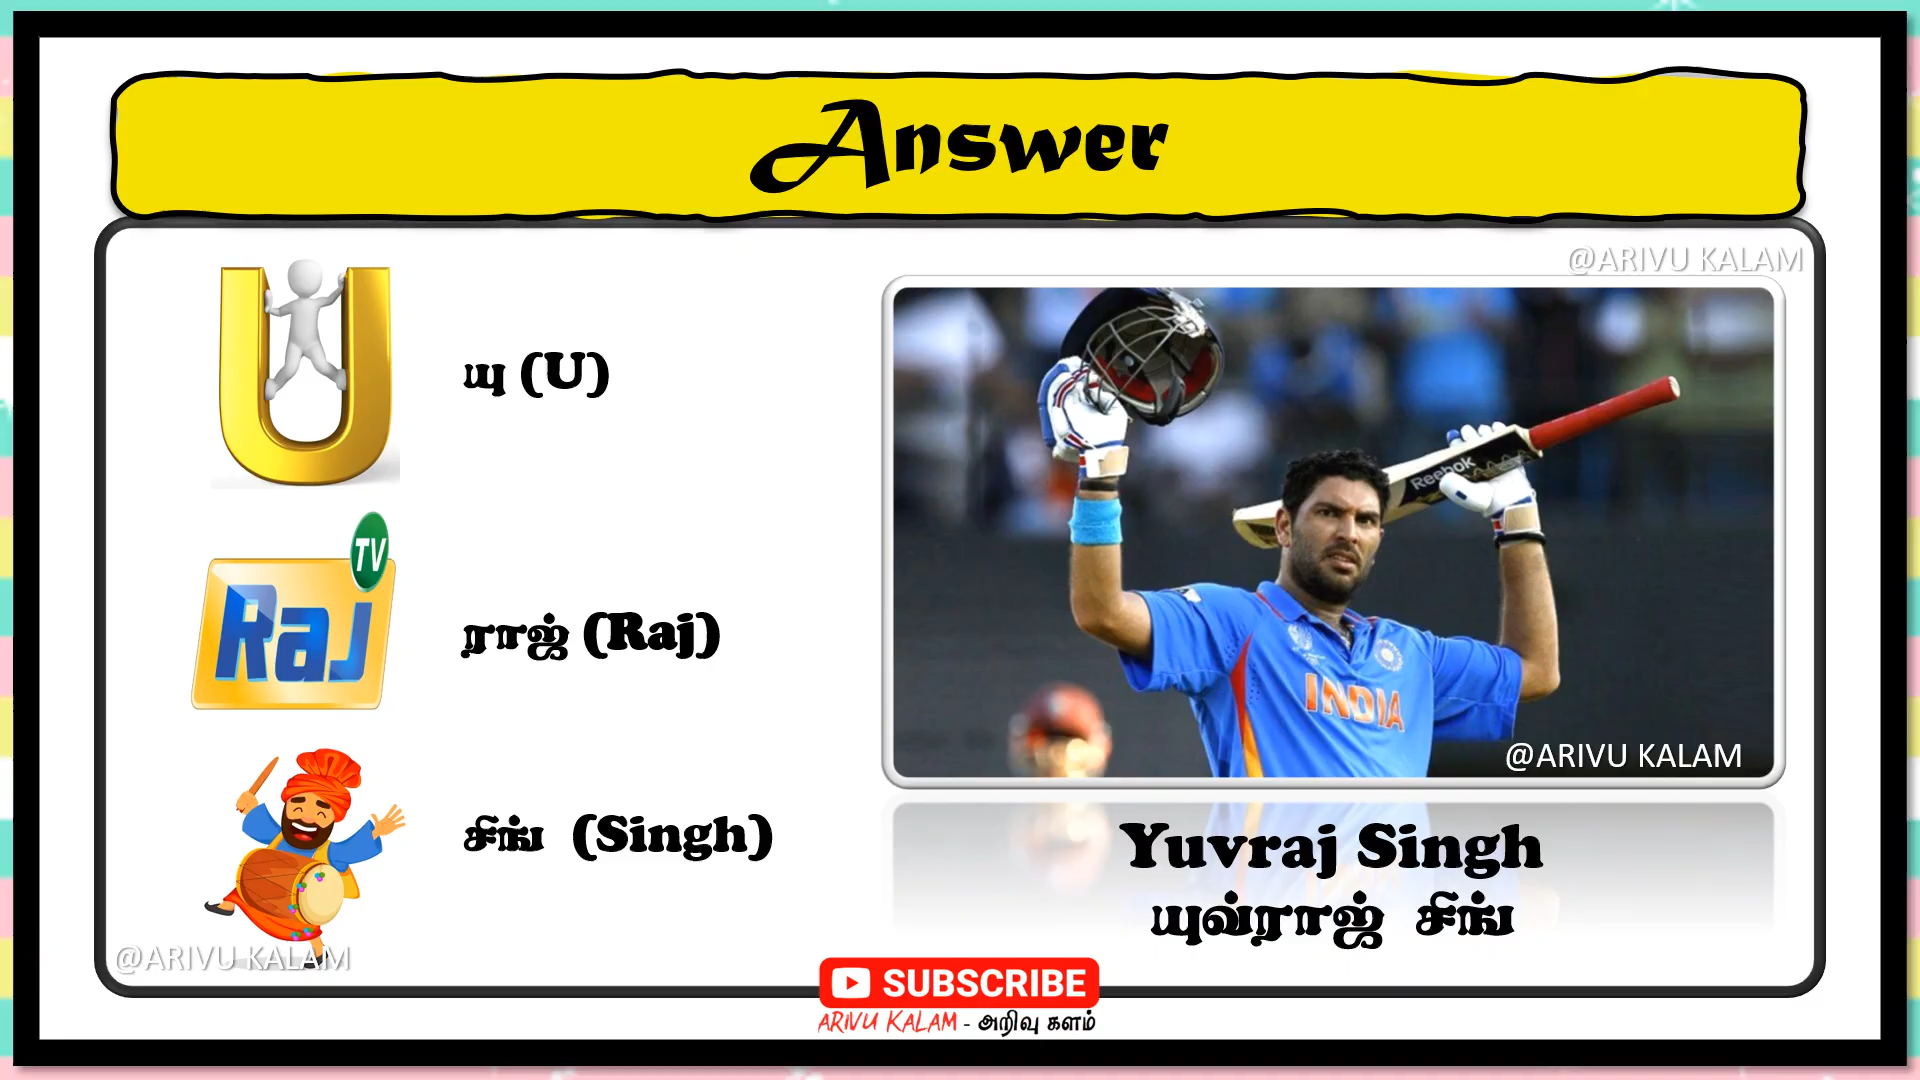 Answer
@ARIVU KALAM
யு (U)
TV
Raj
ராஜ் (Raj)
சிங் (Singh)
Reebok
INDIA
@ARIVU KALAM
Yuvraj Singh
யுவ்ராஜ் சிங்
@ARIVU KALAM
SUBSCRIBE
ARIVU KALAM - அறிவு களம்